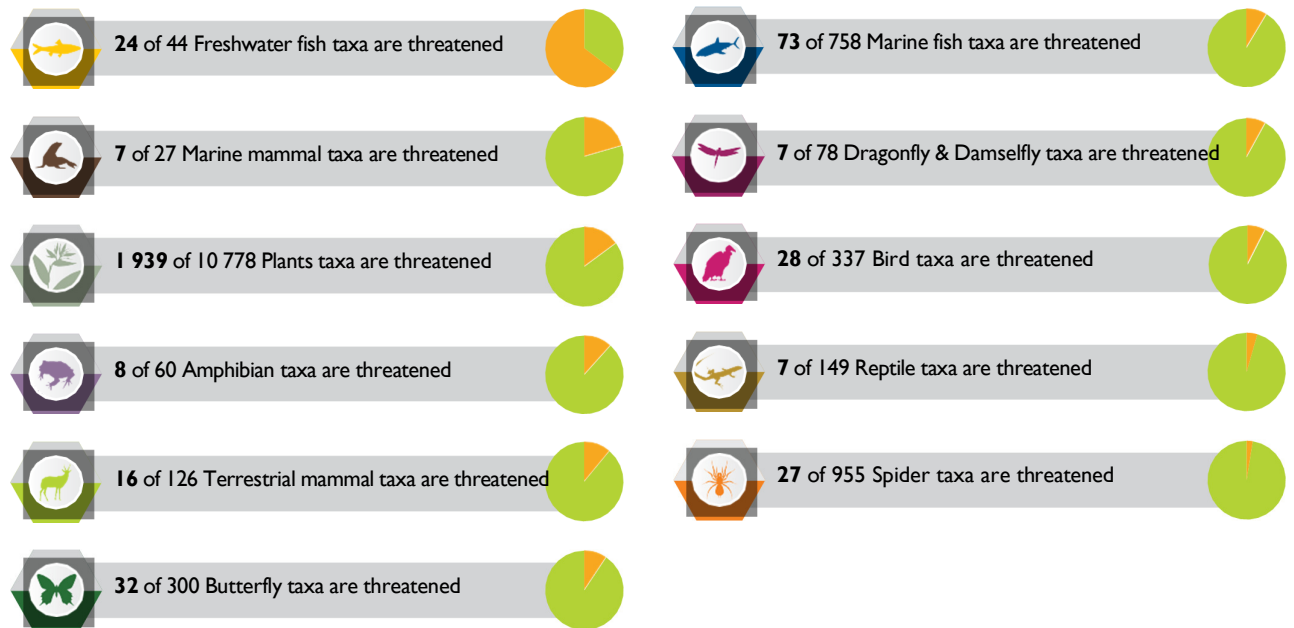 24 of 44 Freshwater fish taxa are threatened
7 of 27 Marine mammal taxa are threatened
1 939 of 10 778 Plants taxa are threatened
8 of 60 Amphibian taxa are threatened
16 of 126 Terrestrial mammal taxa are threatened
32 of 300 Butterfly taxa are threatened
73 of 758 Marine fish taxa are threatened
7 of 78 Dragonfly & Damselfly taxa are threatened
28 of 337 Bird taxa are threatened
7 of 149 Reptile taxa are threatened
27 of 955 Spider taxa are threatened